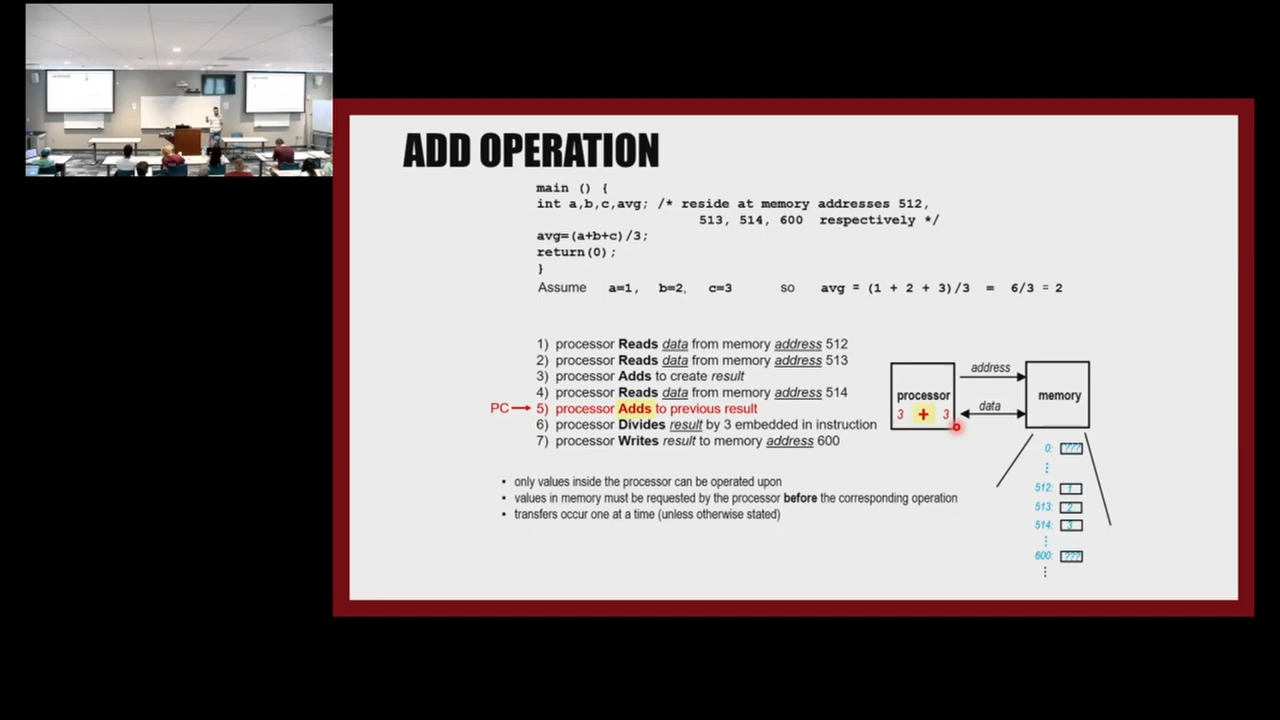 ADD OPERATION
main () {
int a,b,c,avg; /* reside at memory addresses 512,
513, 514, 600 respectively */
avg=(a+b+c)/3;
return(0);
}
Assume a=1, b=2, c=3 so avg = (1 + 2 + 3)/3 = 6/3 = 2
1) processor Reads data from memory address 512
2) processor Reads data from memory address 513
3) processor Adds to create result
4) processor Reads data from memory address 514
PC 5) processor Adds to previous result
6) processor Divides result by 3 embedded in instruction
7) processor Writes result to memory address 600
• only values inside the processor can be operated upon
• values in memory must be requested by the processor before the corresponding operation
• transfers occur one at a time (unless otherwise stated)
address
processor
data
memory
3 + 3
0: ???
⋮
512: 1
513: 2
514: 3
⋮
600: ???
⋮